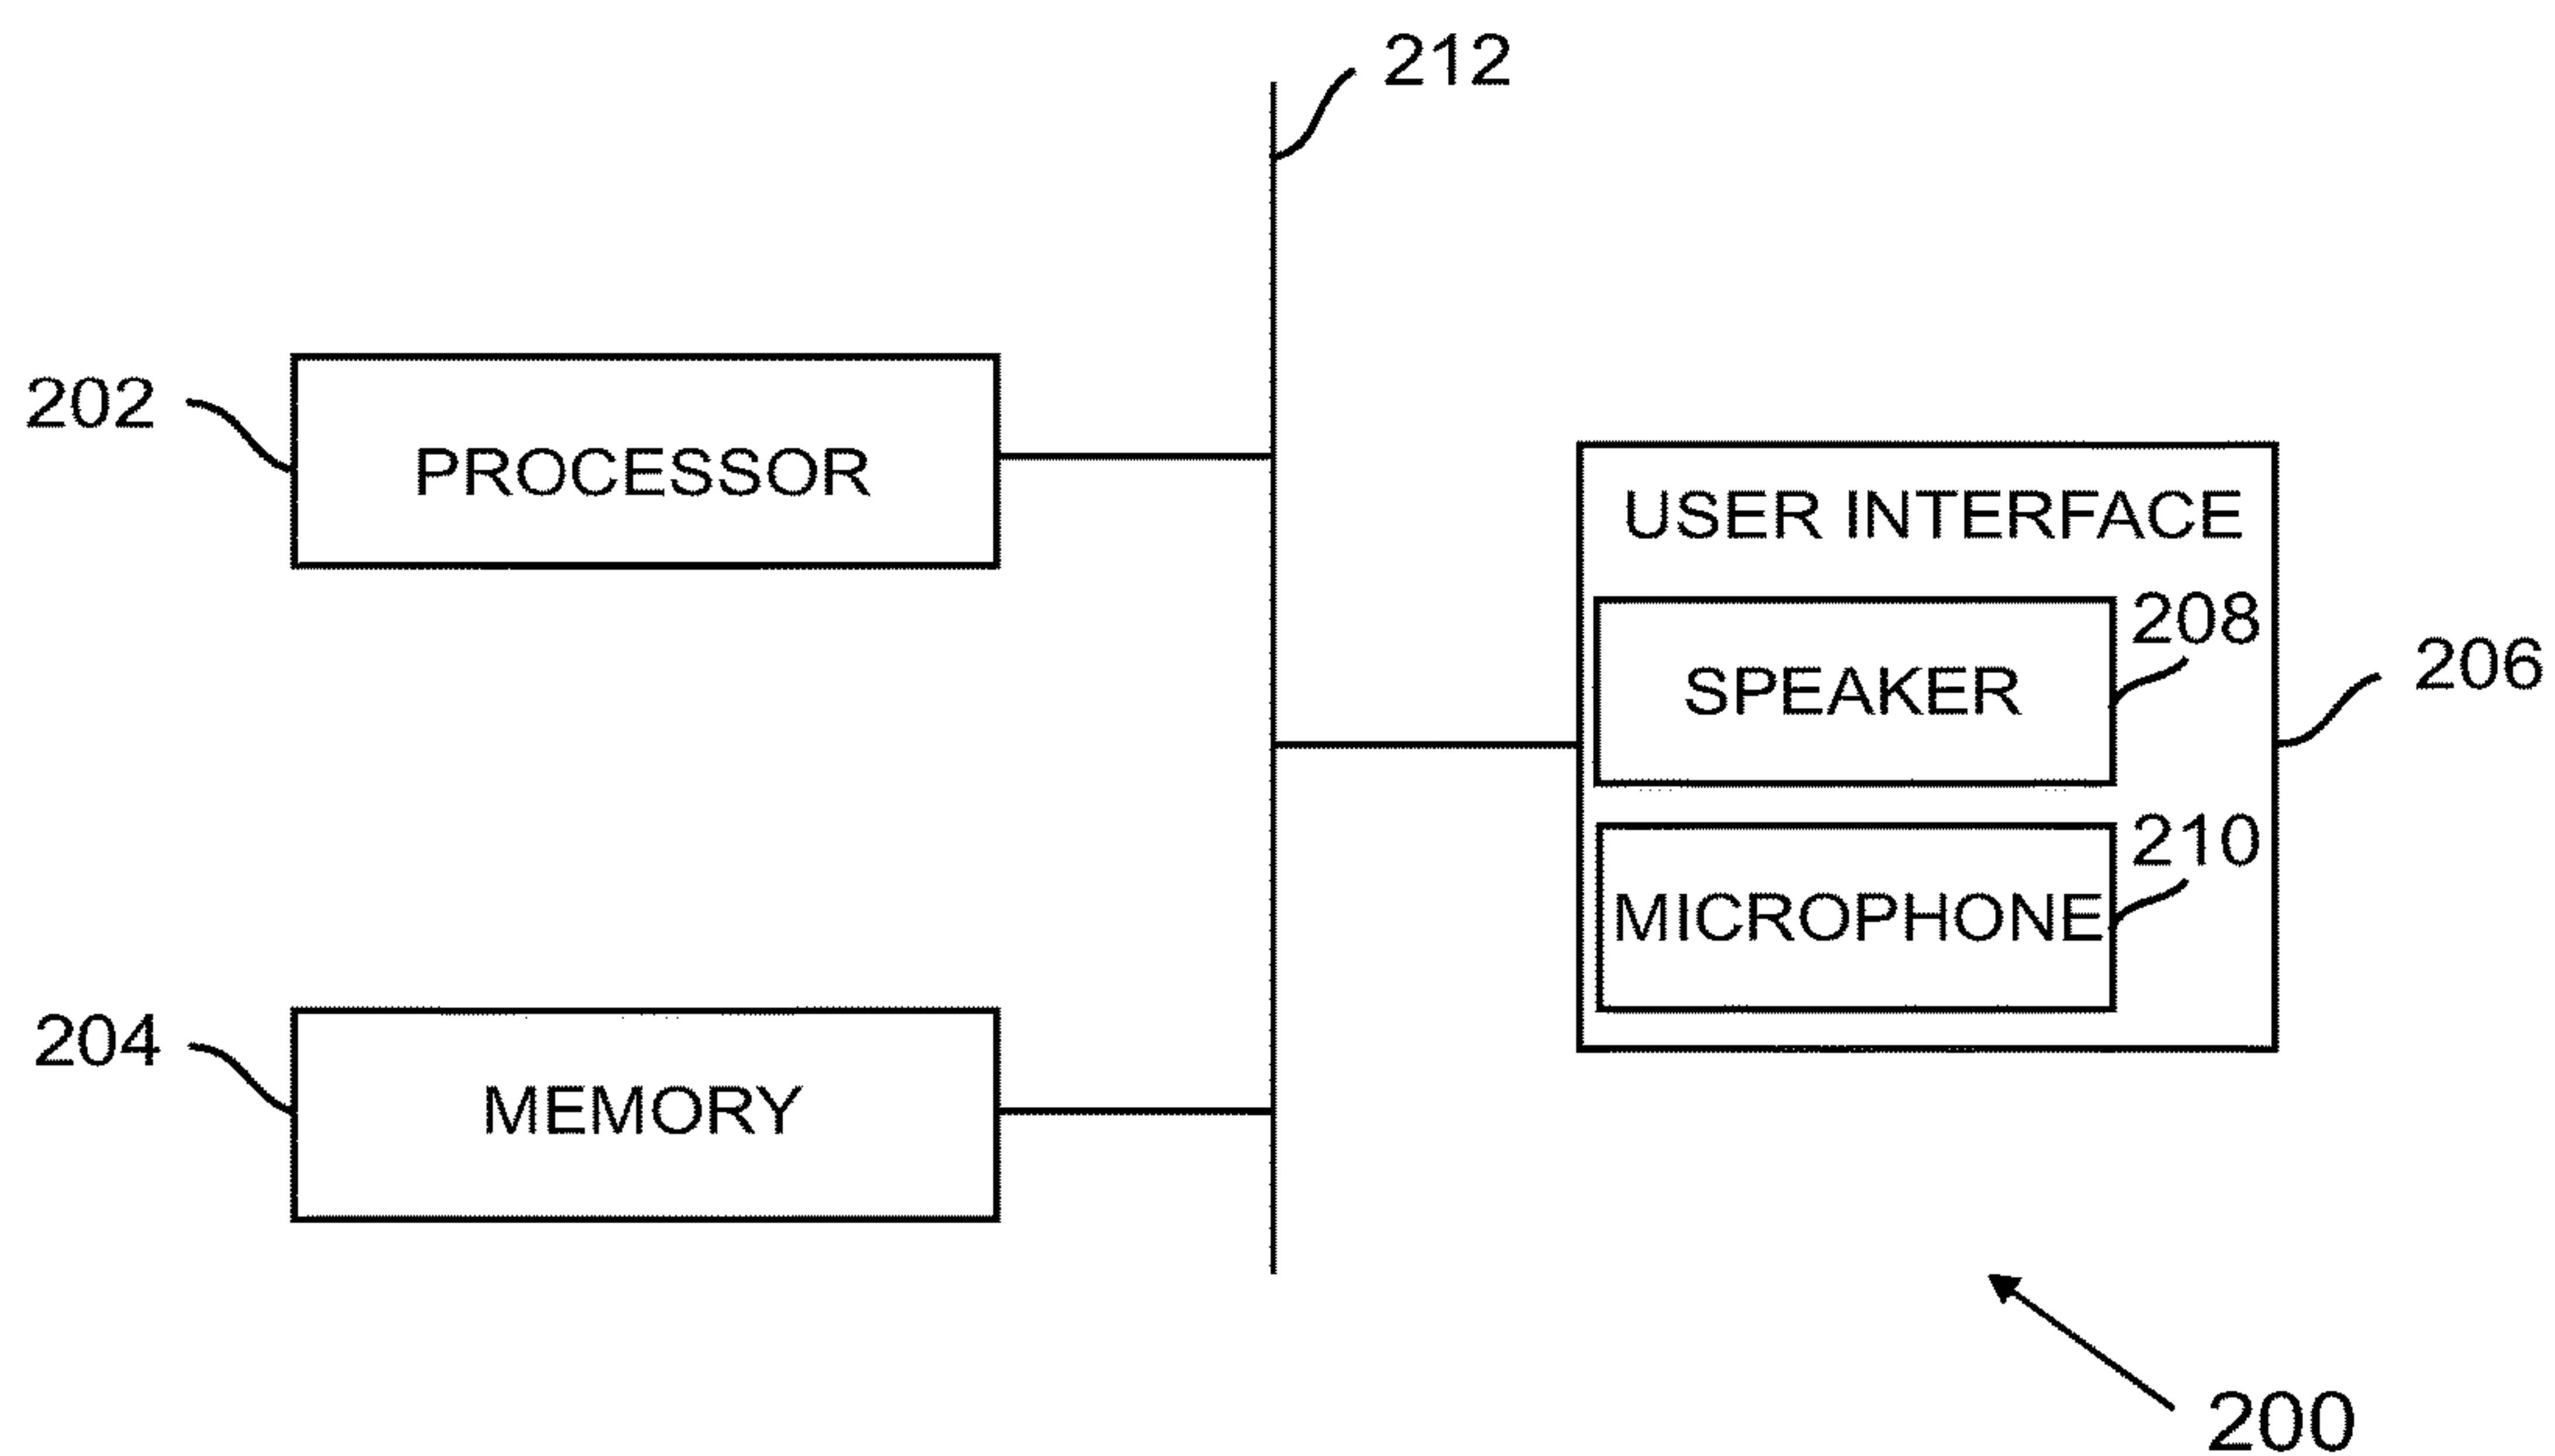 212
202
PROCESSOR
USER INTERFACE
208
SPEAKER
206
210
MICROPHONE
204
MEMORY
200